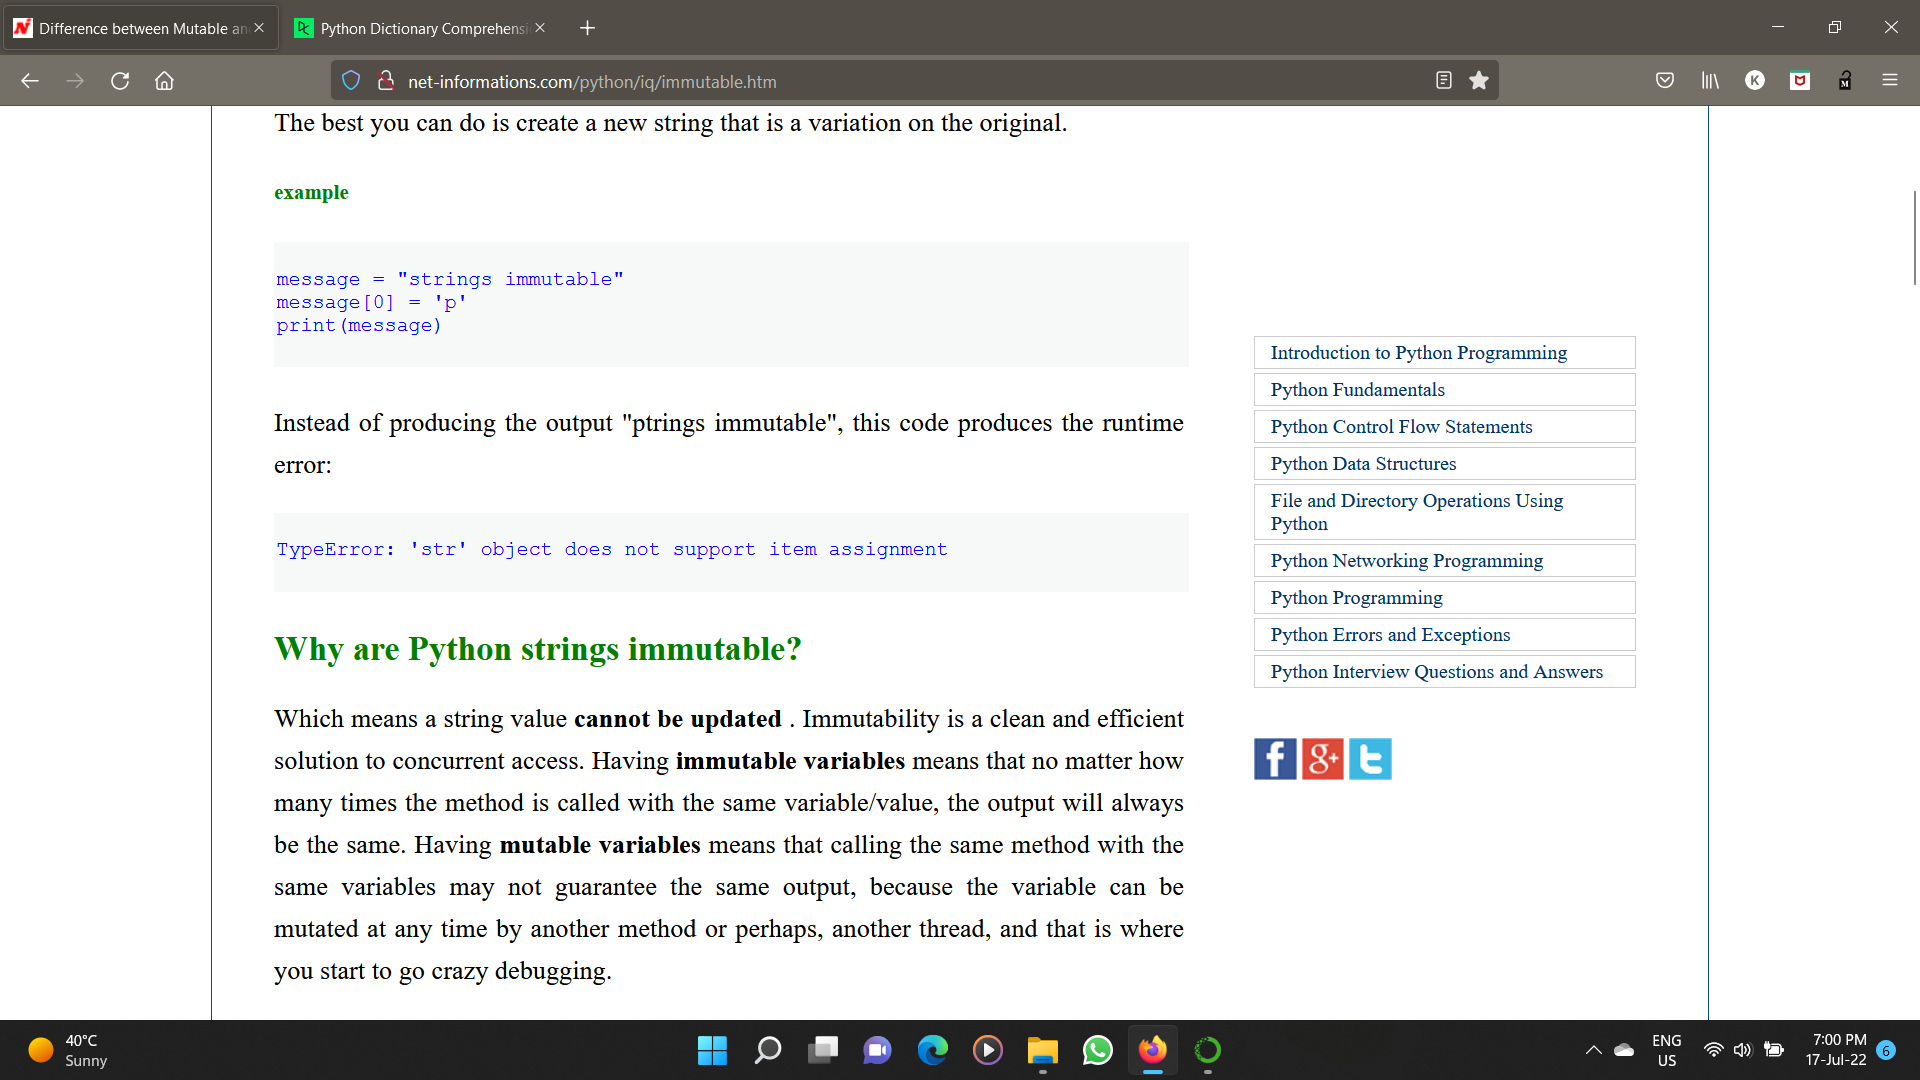 Difference between Mutable an
Python Dictionary Comprehensi
net-informations.com/python/iq/immutable.htm
K
M
The best you can do is create a new string that is a variation on the original.
example
message = "strings immutable"
message[0] = 'p'
print(message)
Instead of producing the output "ptrings immutable", this code produces the runtime
error:
TypeError: 'str' object does not support item assignment
Why are Python strings immutable?
Which means a string value cannot be updated . Immutability is a clean and efficient
solution to concurrent access. Having immutable variables means that no matter how
many times the method is called with the same variable/value, the output will always
be the same. Having mutable variables means that calling the same method with the
same variables may not guarantee the same output, because the variable can be
mutated at any time by another method or perhaps, another thread, and that is where
you start to go crazy debugging.
Introduction to Python Programming
Python Fundamentals
Python Control Flow Statements
Python Data Structures
File and Directory Operations Using
Python
Python Networking Programming
Python Programming
Python Errors and Exceptions
Python Interview Questions and Answers
f g+ t
40°C
Sunny
ENG
US
7:00 PM
17-Jul-22
6